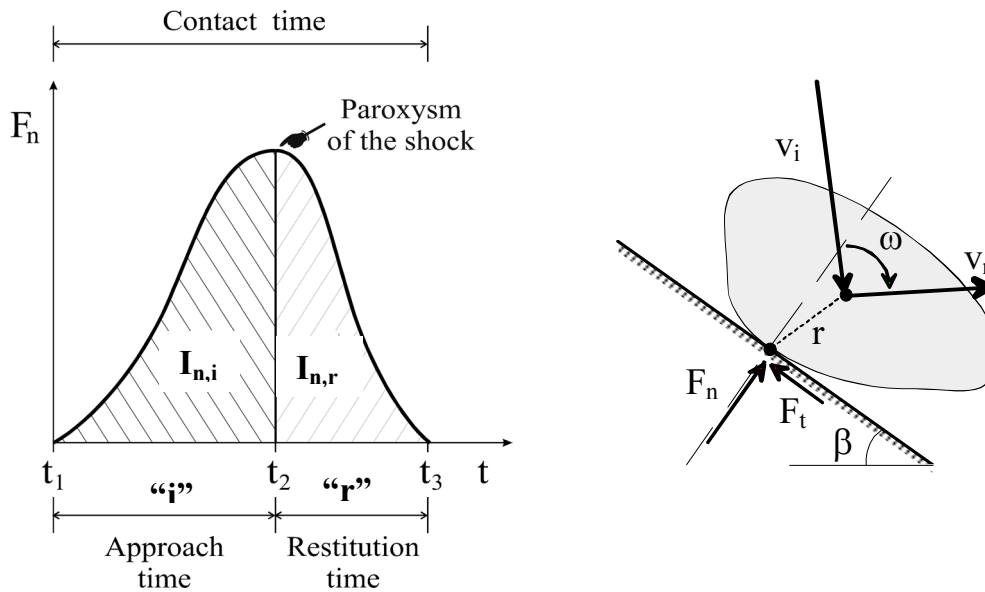 Contact time
Fn
Paroxysm
of the shock
In,i
In,r
t1
t2
t3
t
“i”
“r”
Approach
time
Restitution
time
vi
ω
r
Fn
Ft
β